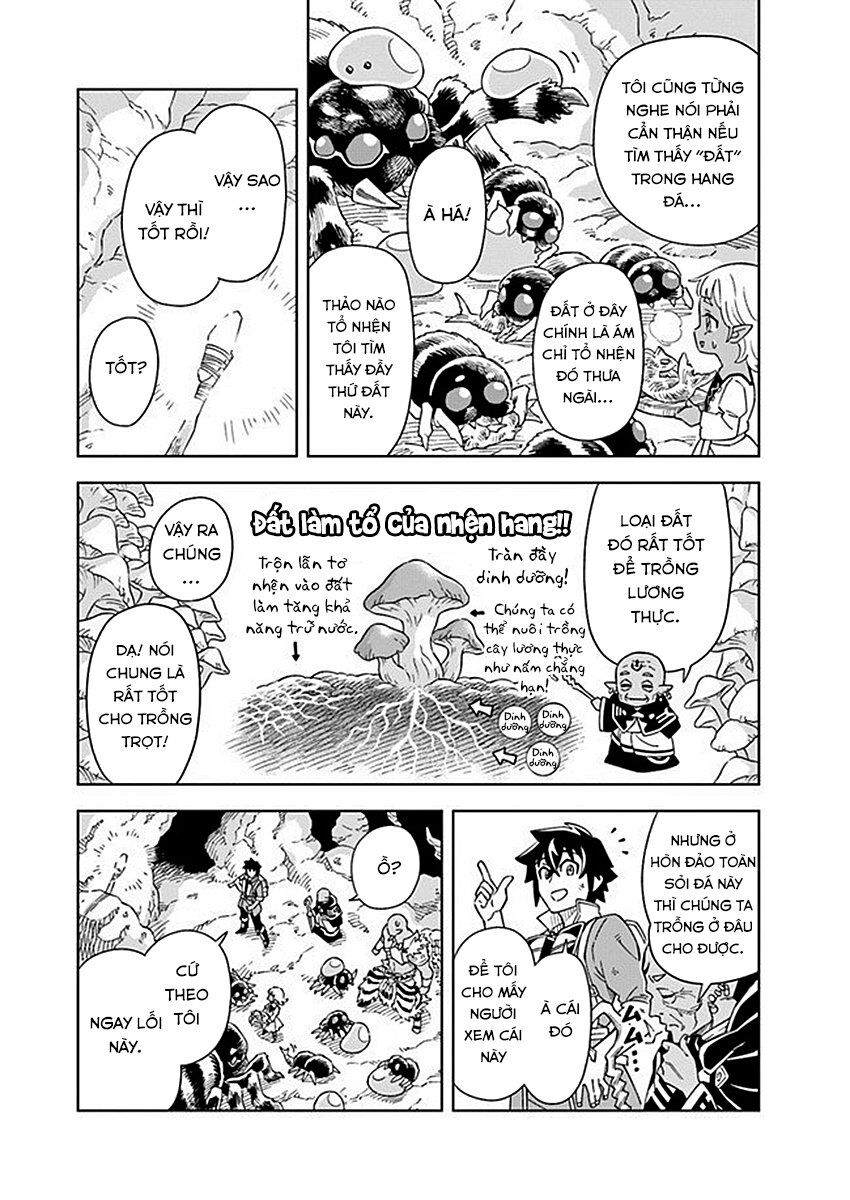 TÔI CŨNG TỪNG
NGHE NÓI PHẢI
CẨN THẬN NẾU
TÌM THẤY "ĐẤT"
TRONG HANG
ĐÁ...
À HÁ!
ĐẤT Ở ĐÂY
CHÍNH LÀ ÁM
CHỈ TỔ NHỆN
ĐÓ THƯA
NGÀI...
THẢO NÀO
TỔ NHỆN
TÔI TÌM
THẤY ĐẦY
THỨ ĐẤT
NÀY.
VẬY SAO
...
VẬY THÌ
TỐT RỒI!
TỐT?
LOẠI ĐẤT
ĐÓ RẤT TỐT
ĐỂ TRỒNG
LƯƠNG
THỰC.
Đất làm tổ của nhện hang!!
Tràn đầy
dinh dưỡng!
Chúng ta có
thể nuôi trồng
cây lương thực
như nấm chẳng
hạn!
Trộn lẫn tơ
nhện vào đất
làm tăng khả
năng trữ nước.
Dinh
dưỡng
Dinh
dưỡng
Dinh
dưỡng
VẬY RA
CHÚNG
...
DẠ! NÓI
CHUNG LÀ
RẤT TỐT
CHO TRỒNG
TRỌT!
NHƯNG Ở
HÒN ĐẢO TOÀN
SỎI ĐÁ NÀY
THÌ CHÚNG TA
TRỒNG Ở ĐÂU
CHO ĐƯỢC.
À CÁI
ĐÓ
ĐỂ TÔI
CHO MẤY
NGƯỜI
XEM CÁI
NÀY
ムム...
Ồ?
CỨ
THEO
TÔI
NGAY LỐI
NÀY.